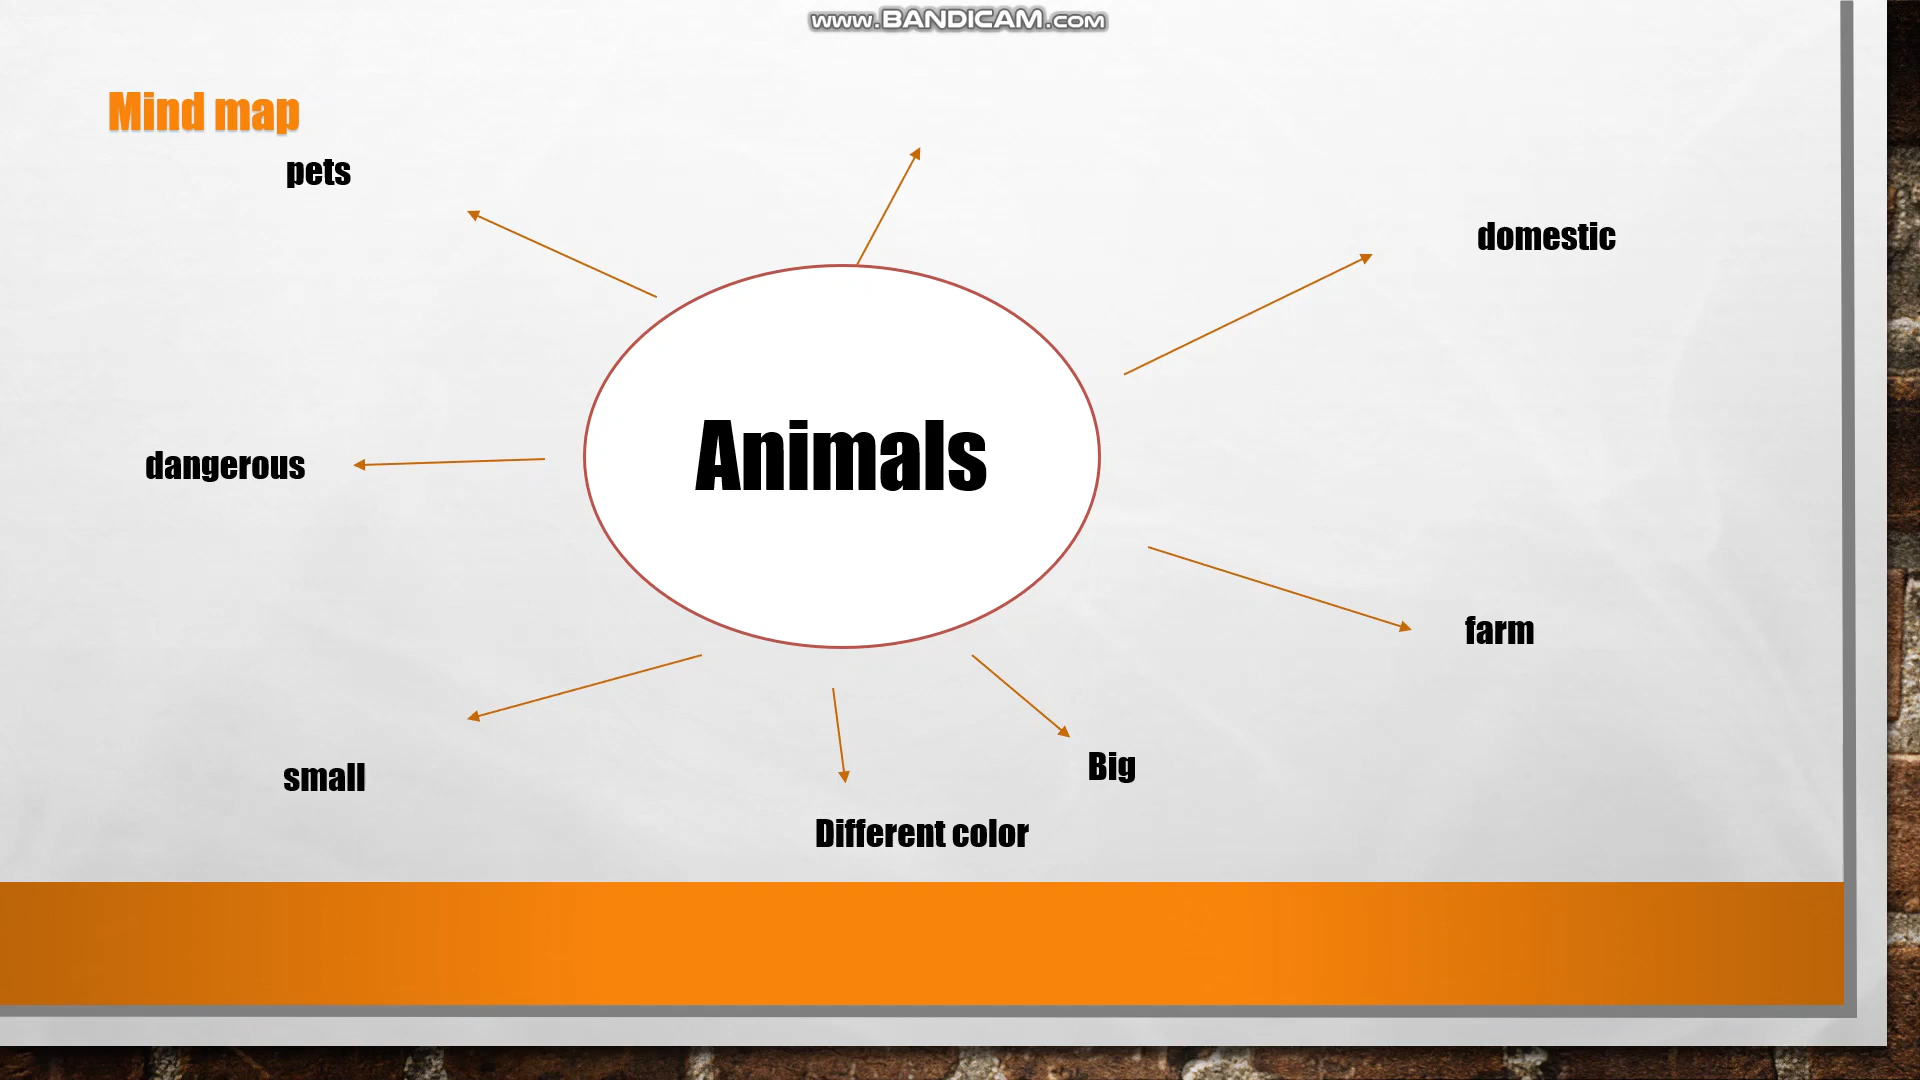 www.BANDICAM.com
Mind map
pets
domestic
Animals
dangerous
farm
small
Big
Different color